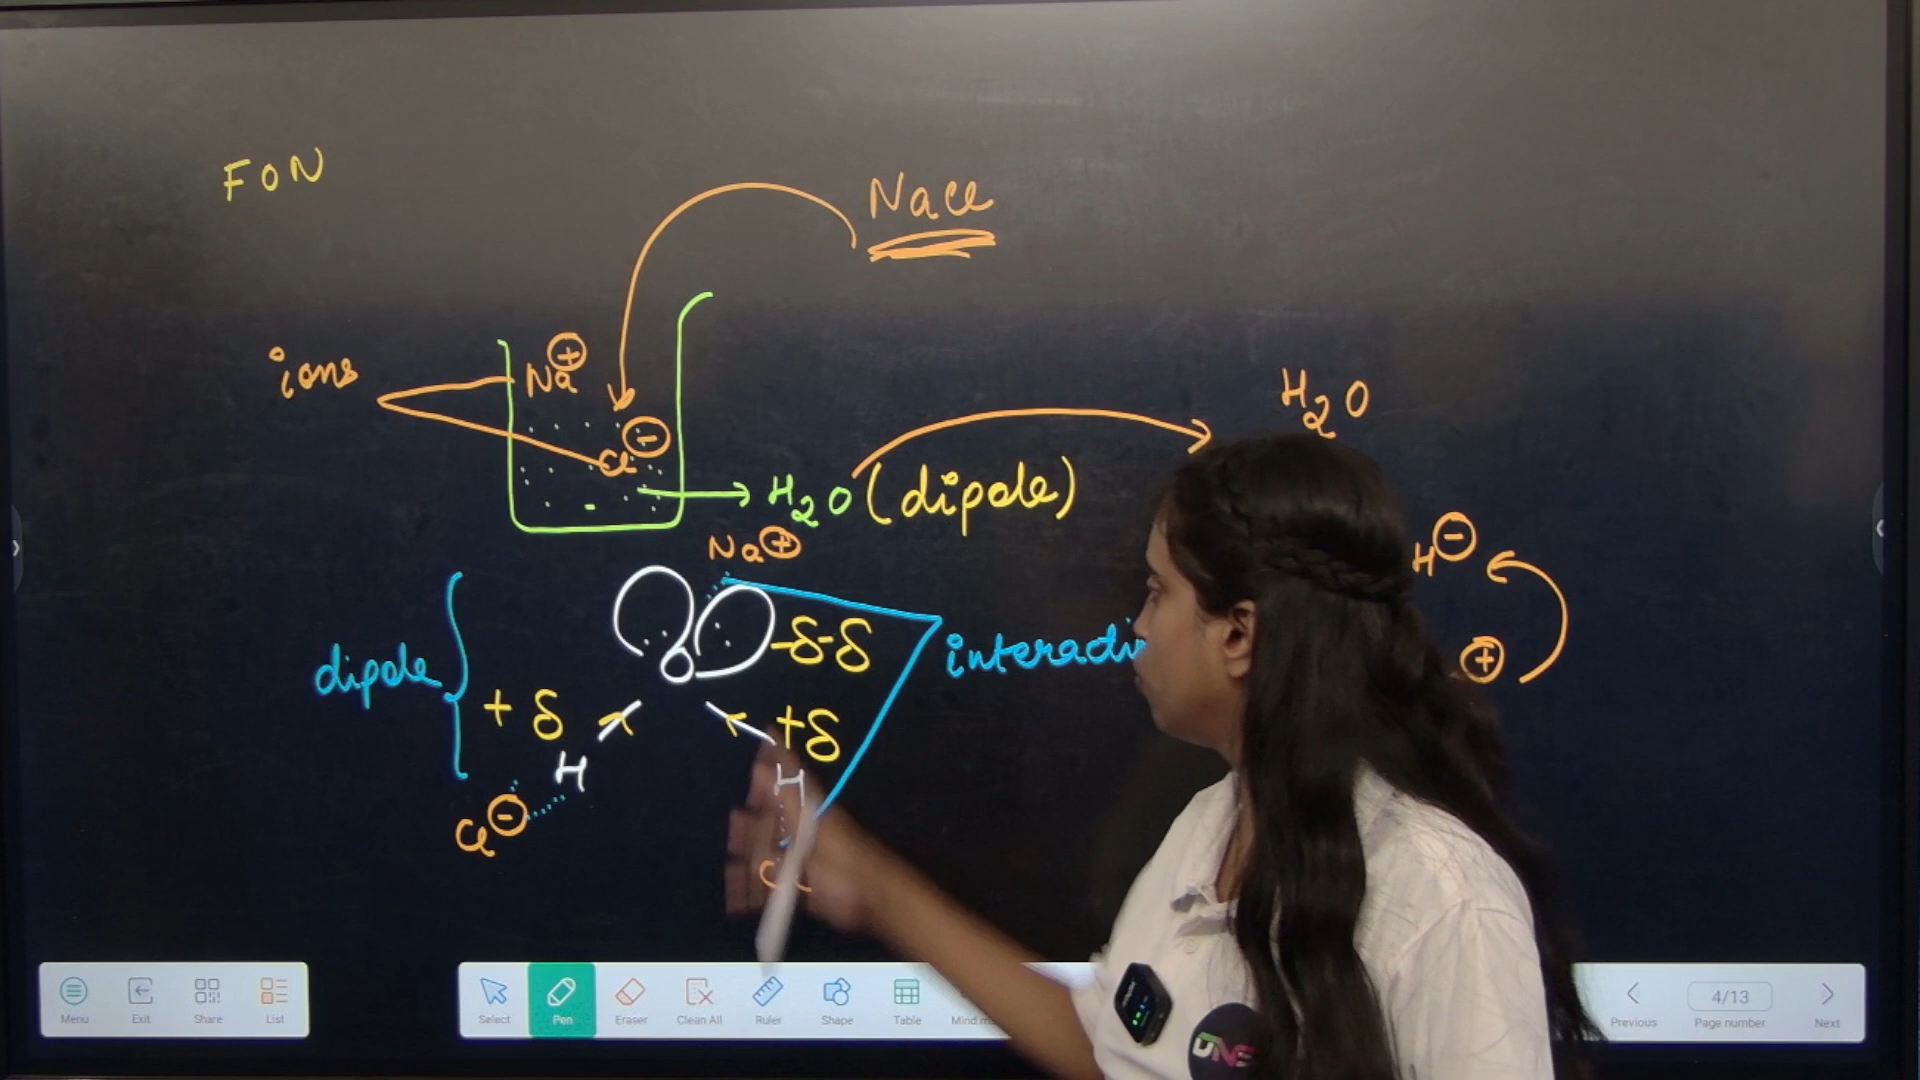 FON
NaCl
ions
Na⊕
Cl⊖
H2O
H2O (dipole)
Na⊕
H⊖
-δ-δ
⊕
dipole
+δ
+δ
H
H
Cl⊖
Menu
Exit
Share
List
Select
Pen
Eraser
Clean All
Ruler
Shape
Table
Previous
4/13
Page number
Next